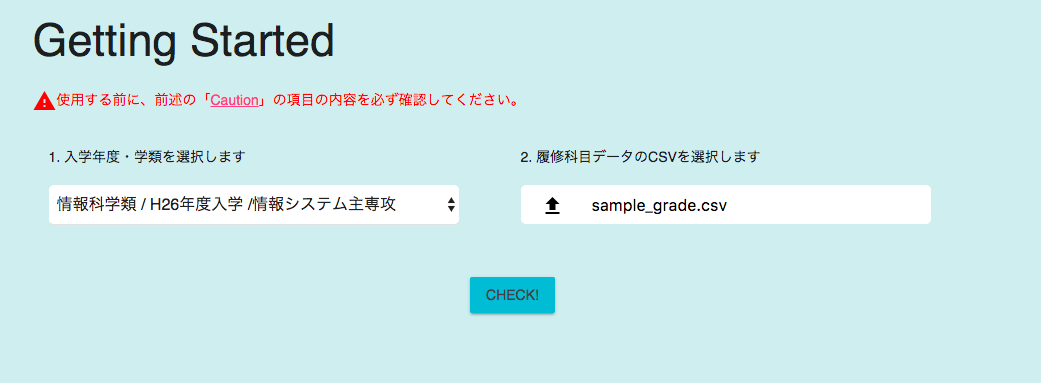 Getting Started
使用する前に、前述の「Caution」の項目の内容を必ず確認してください。
1. 入学年度・学類を選択します
2. 履修科目データのCSVを選択します
情報科学類 / H26年度入学 /情報システム主専攻
sample_grade.csv
CHECK!